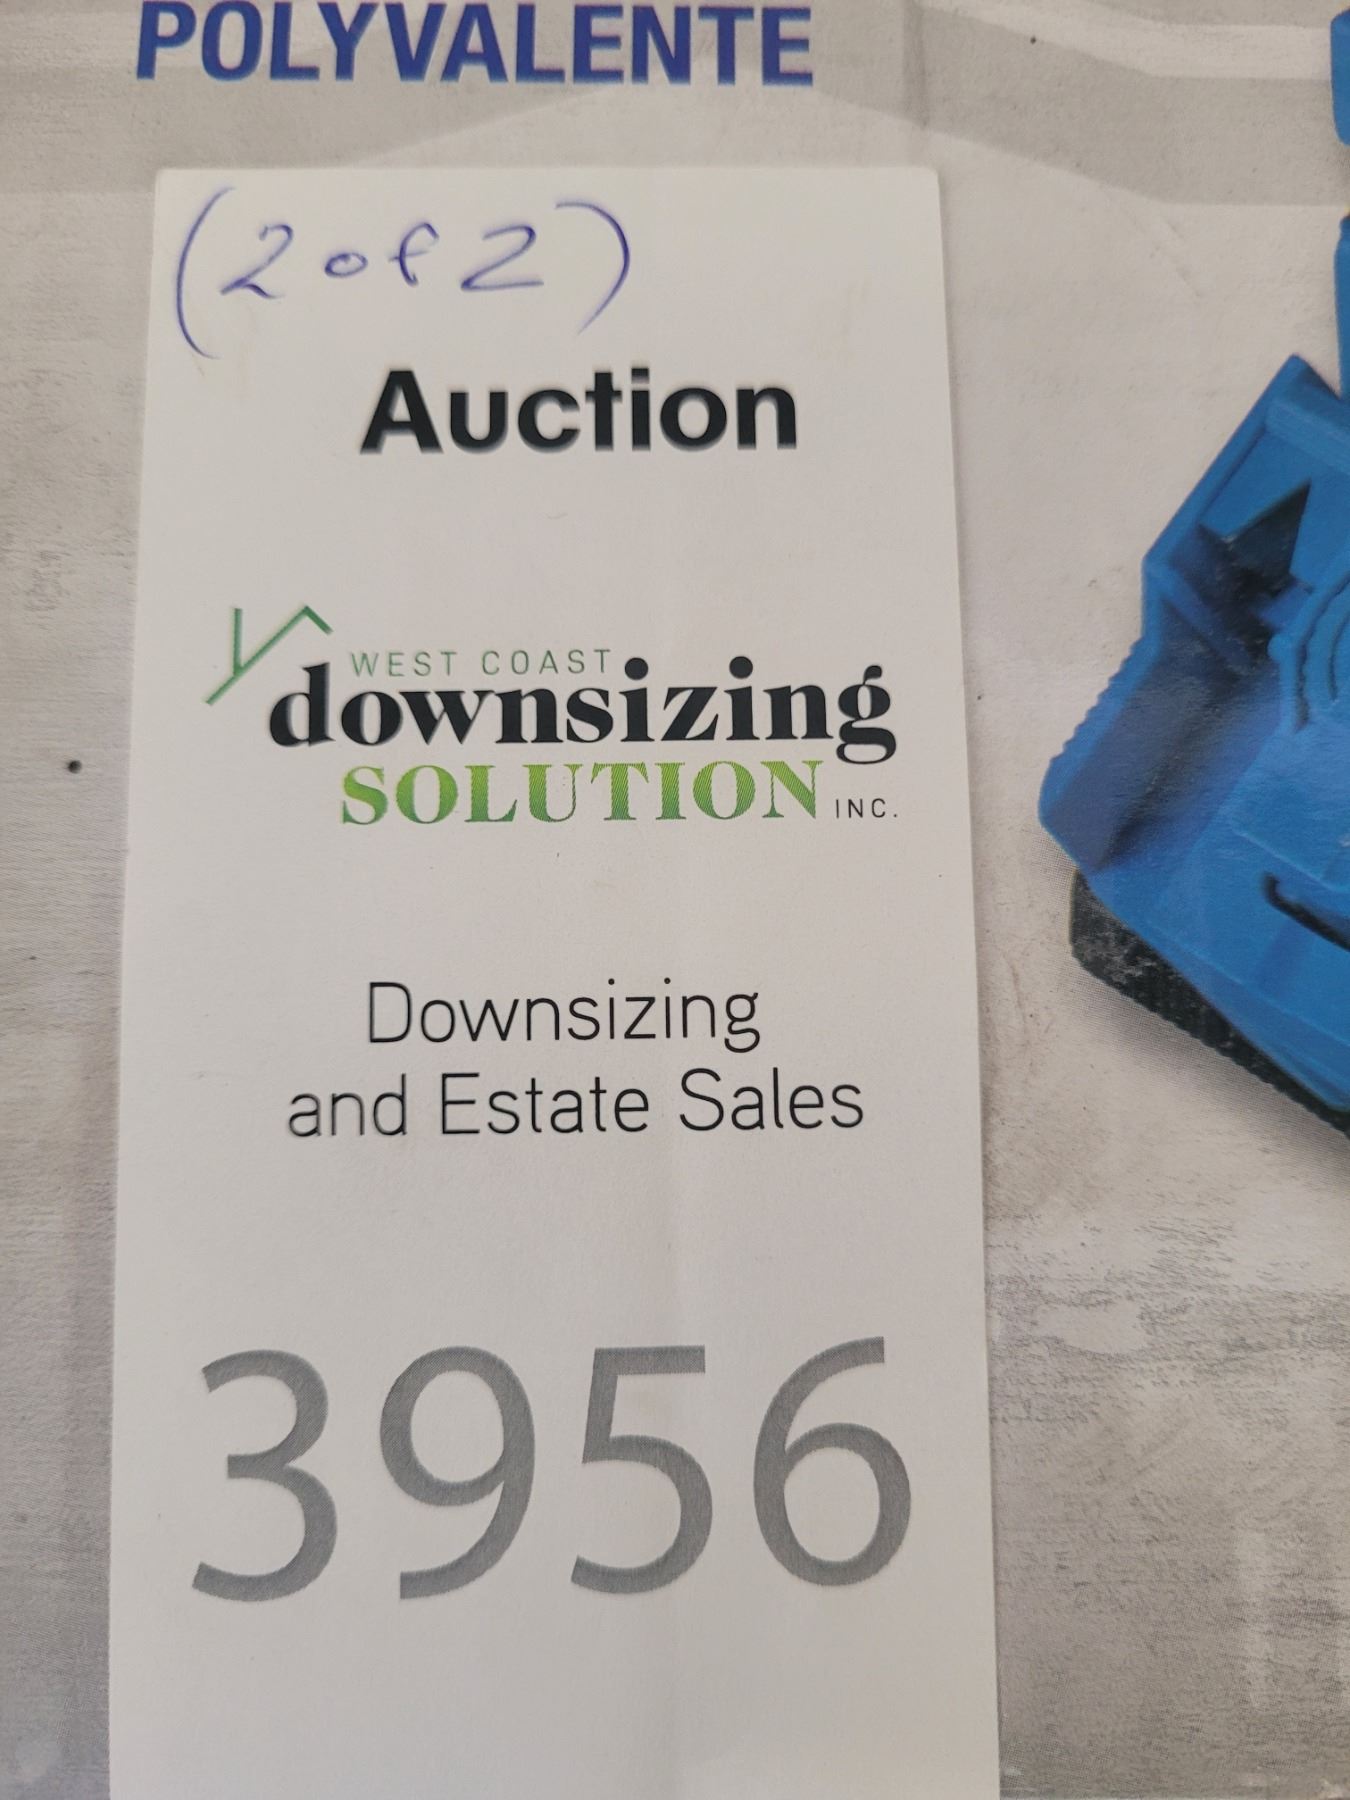 POLYVALENTE
(2 of 2)
Auction
WEST COAST
downsizing
SOLUTION INC.
Downsizing
and Estate Sales
3956